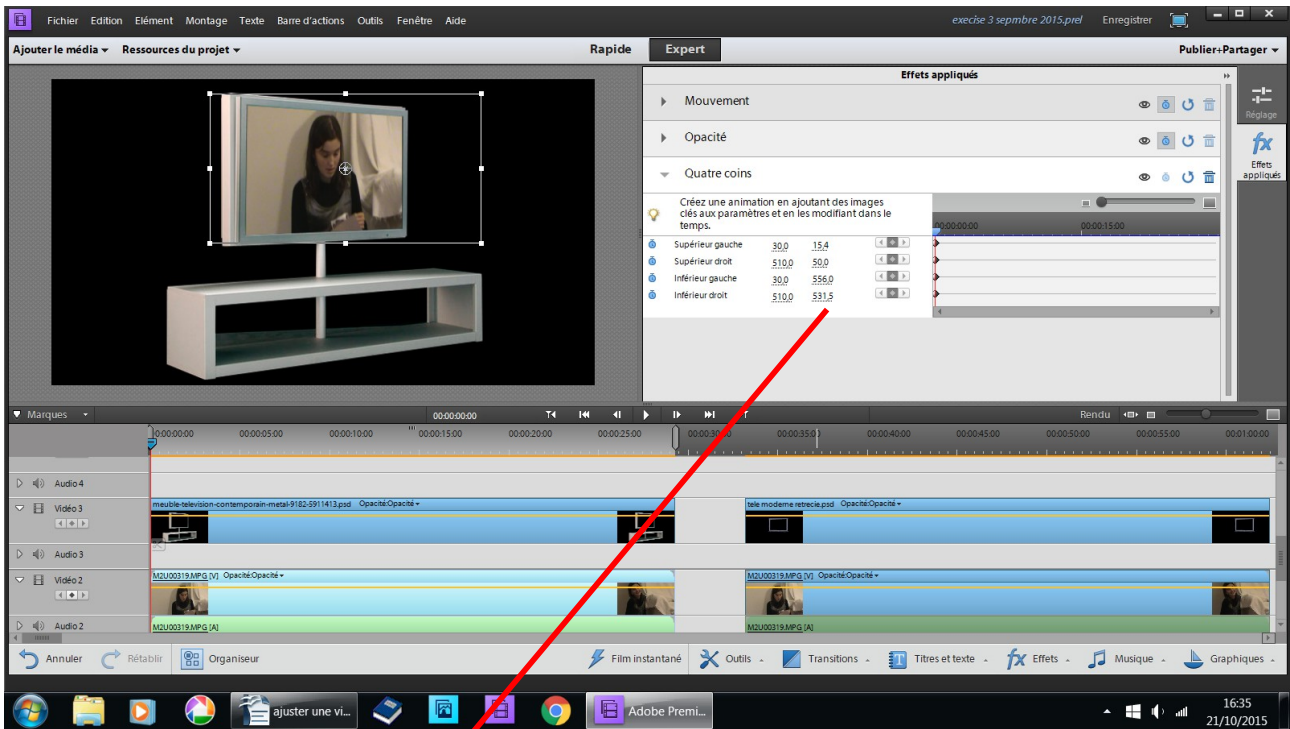 Fichier Edition Elément Montage Texte Barre d'actions Outils Fenêtre Aide execise 3 sepmbre 2015.prel Enregistrer
Ajouter le média Ressources du projet Rapide Expert Publier+Partager
Effets appliqués
Mouvement
Réglage
Opacité
fx
Effets
appliqués
Quatre coins
Créez une animation en ajoutant des images
clés aux paramètres et en les modifiant dans le
temps.
00:00:00:00 00:00:15:00
Supérieur gauche 30,0 15,4
Supérieur droit 510,0 50,0
Inférieur gauche 30,0 556,0
Inférieur droit 510,0 531,5
Marques 00:00:00:00 Rendu
00:00:00:00 00:00:05:00 00:00:10:00 00:00:15:00 00:00:20:00 00:00:25:00 00:00:30:00 00:00:35:00 00:00:40:00 00:00:45:00 00:00:50:00 00:00:55:00 00:01:00:00
Audio 4
Vidéo 3 meuble-television-contemporain-metal-9182-5911413.psd Opacité:Opacité tele moderne retrecie.psd Opacité:Opacité
Audio 3
Vidéo 2 M2U00319.MPG [V] Opacité:Opacité M2U00319.MPG [V] Opacité:Opacité
Audio 2 M2U00319.MPG [A] M2U00319.MPG [A]
Annuler Rétablir Organiseur Film instantané Outils Transitions Titres et texte fx Effets Musique Graphiques
ajuster une vi... Adobe Premi... 16:35
21/10/2015